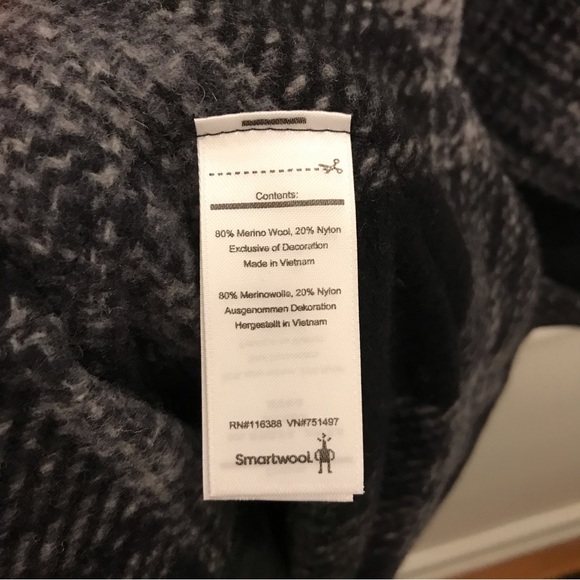 Contents:
80% Merino Wool, 20% Nylon
Exclusive of Decoration
Made in Vietnam
80% Merinowolle, 20% Nylon
Ausgenommen Dekoration
Hergestellt in Vietnam
RN#116388 VN#751497
Smartwool